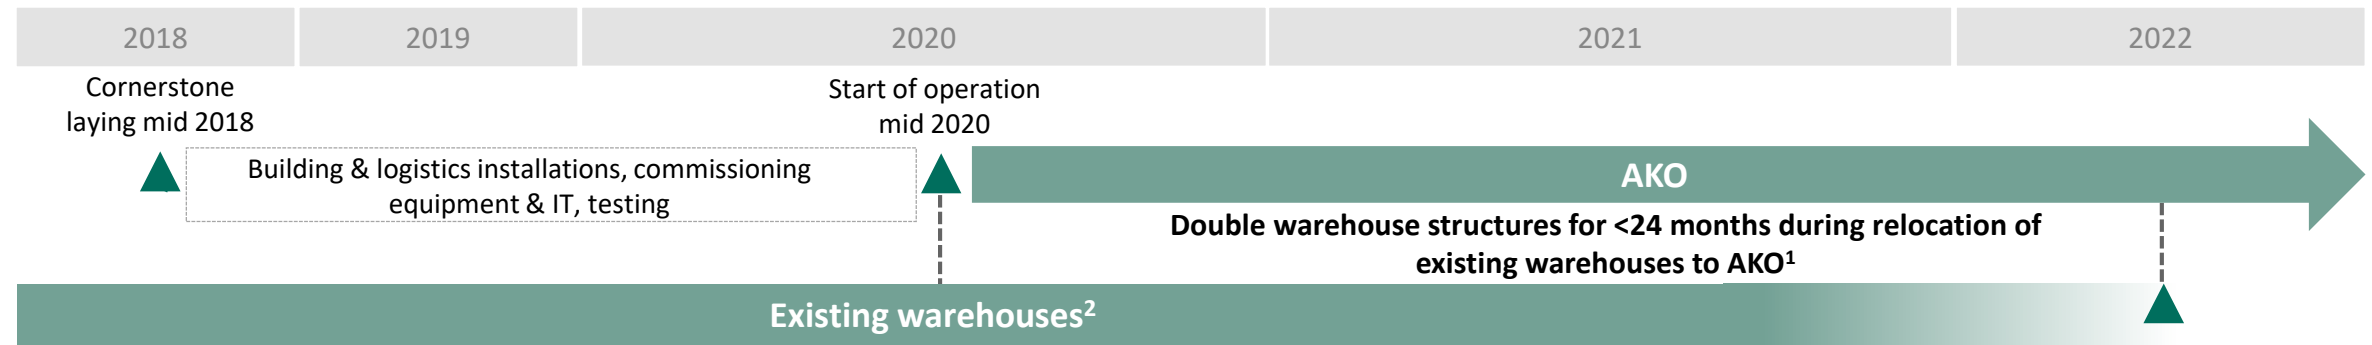 2018
2019
2020
2021
2022
Cornerstone
laying mid 2018
Start of operation
mid 2020
Building & logistics installations, commissioning
equipment & IT, testing
AKO
Double warehouse structures for <24 months during relocation of
existing warehouses to AKO¹
Existing warehouses²